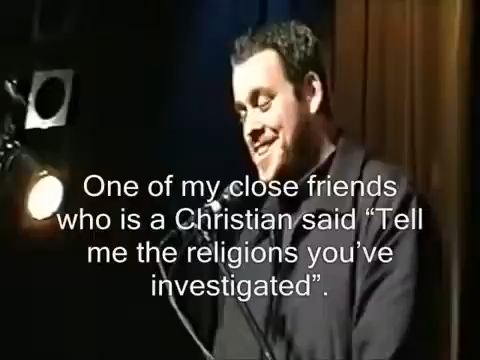 One of my close friends
who is a Christian said “Tell
me the religions you’ve
investigated”.